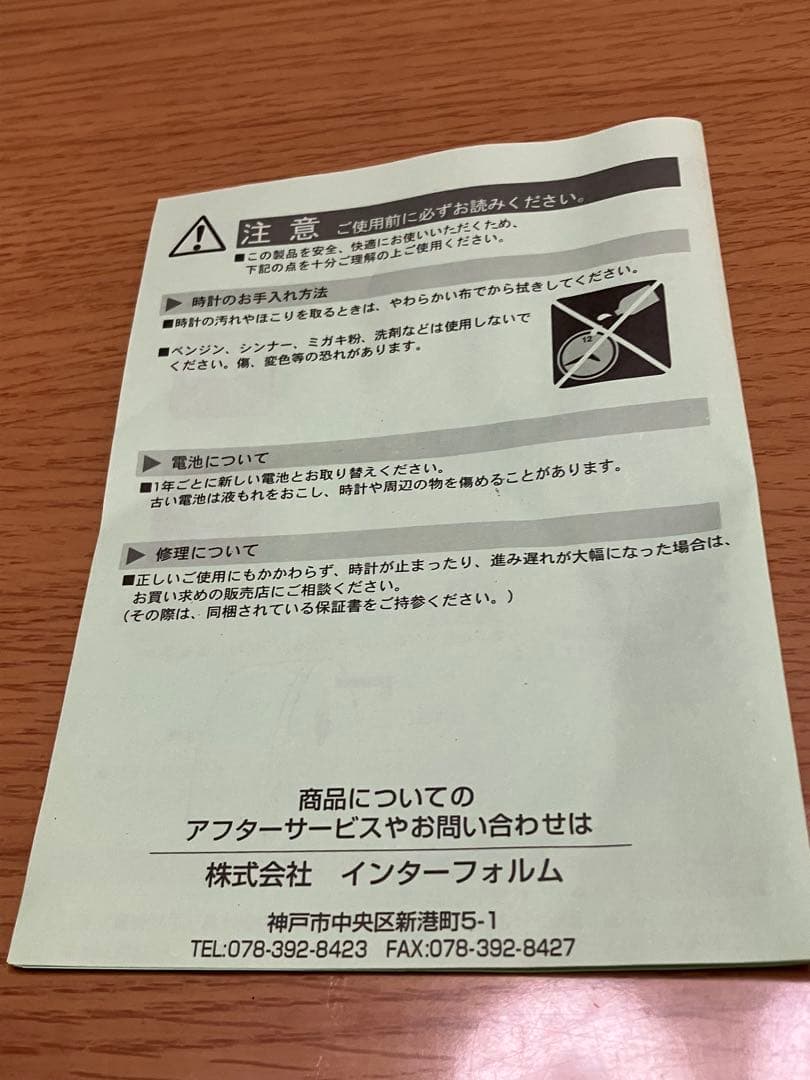 注 意 ご使用前に必ずお読みください。
■この製品を安全、快適にお使いいただくため、
下記の点を十分ご理解の上ご使用ください。
▶ 時計のお手入れ方法
■時計の汚れやほこりを取るときは、やわらかい布でから拭きしてください。
■ベンジン、シンナー、ミガキ粉、洗剤などは使用しないで
ください。傷、変色等の恐れがあります。
12
▶ 電池について
■1年ごとに新しい電池とお取り替えください。
古い電池は液もれをおこし、時計や周辺の物を傷めることがあります。
▶ 修理について
■正しいご使用にもかかわらず、時計が止まったり、進み遅れが大幅になった場合は、
お買い求めの販売店にご相談ください。
(その際は、同梱されている保証書をご持参ください。)
商品についての
アフターサービスやお問い合わせは
株式会社 インターフォルム
神戸市中央区新港町5-1
TEL:078-392-8423 FAX:078-392-8427